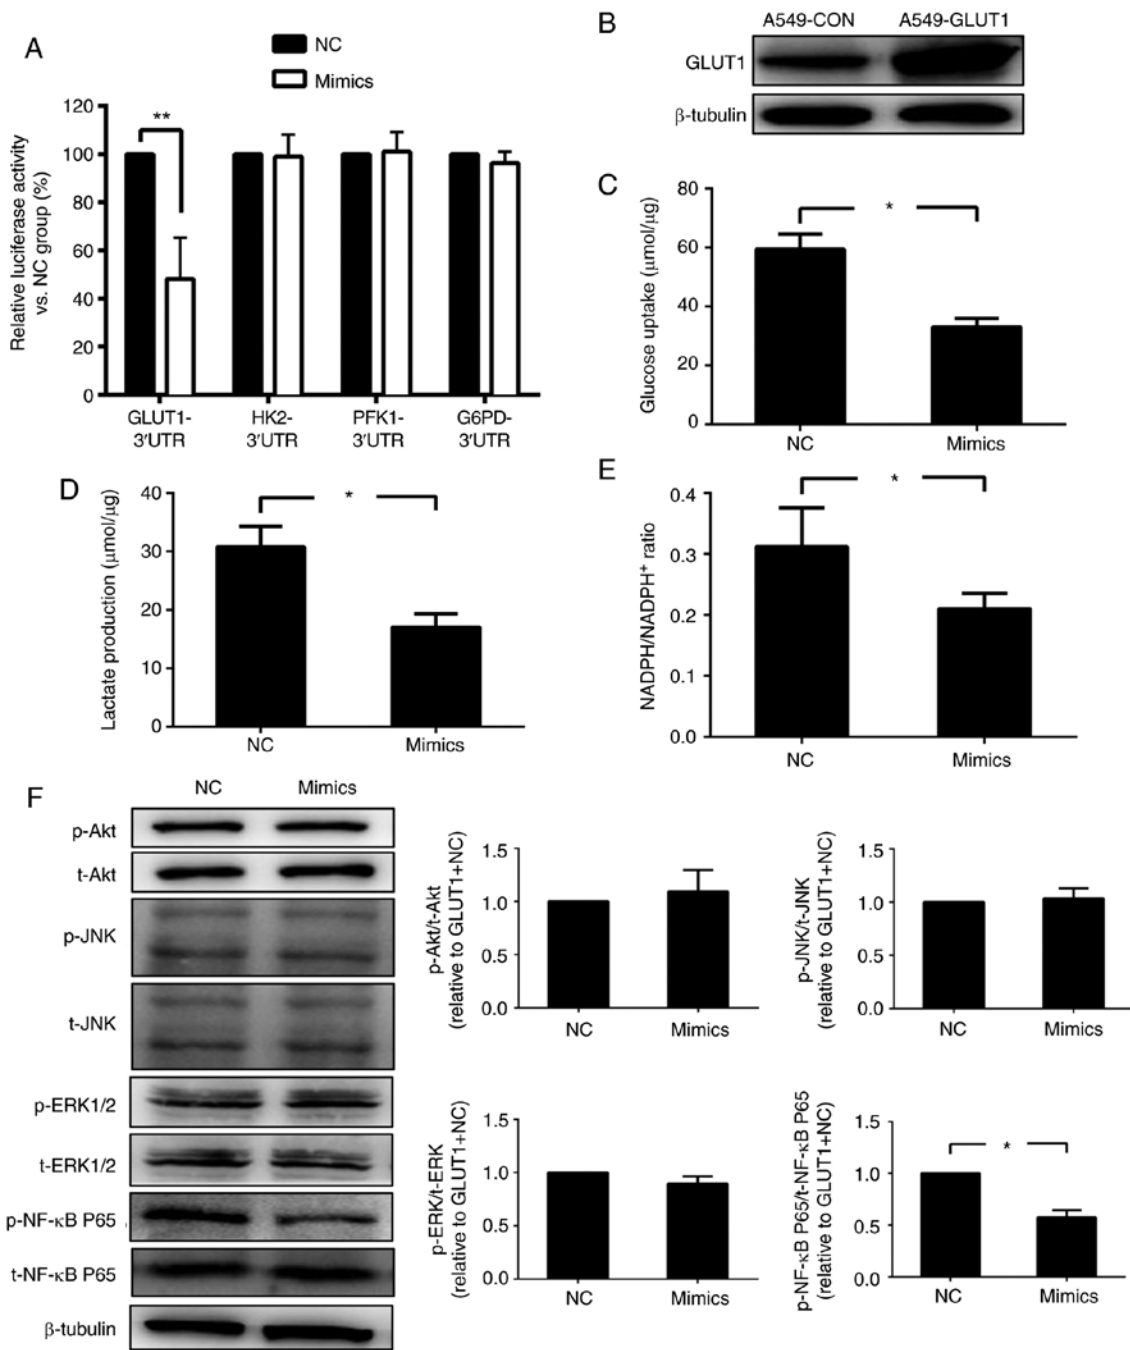 A
NC
Mimics
Relative luciferase activity
vs. NC group (%)
120
100
80
60
40
20
0
**
GLUT1-
3′UTR
HK2-
3′UTR
PFK1-
3′UTR
G6PD-
3′UTR
B
A549-CON A549-GLUT1
GLUT1
β-tubulin
C
Glucose uptake (μmol/μg)
80
60
40
20
0
*
NC Mimics
D
Lactate production (μmol/μg)
40
30
20
10
0
*
NC Mimics
E
NADPH/NADPH⁺ ratio
0.4
0.3
0.2
0.1
0.0
*
NC Mimics
F
NC Mimics
p-Akt
t-Akt
p-JNK
t-JNK
p-ERK1/2
t-ERK1/2
p-NF-κB P65
t-NF-κB P65
β-tubulin
p-Akt/t-Akt
(relative to GLUT1+NC)
1.5
1.0
0.5
0.0
NC Mimics
p-JNK/t-JNK
(relative to GLUT1+NC)
1.5
1.0
0.5
0.0
NC Mimics
p-ERK/t-ERK
(relative to GLUT1+NC)
1.5
1.0
0.5
0.0
NC Mimics
p-NF-κB P65/t-NF-κB P65
(relative to GLUT1+NC)
1.5
1.0
0.5
0.0
*
NC Mimics